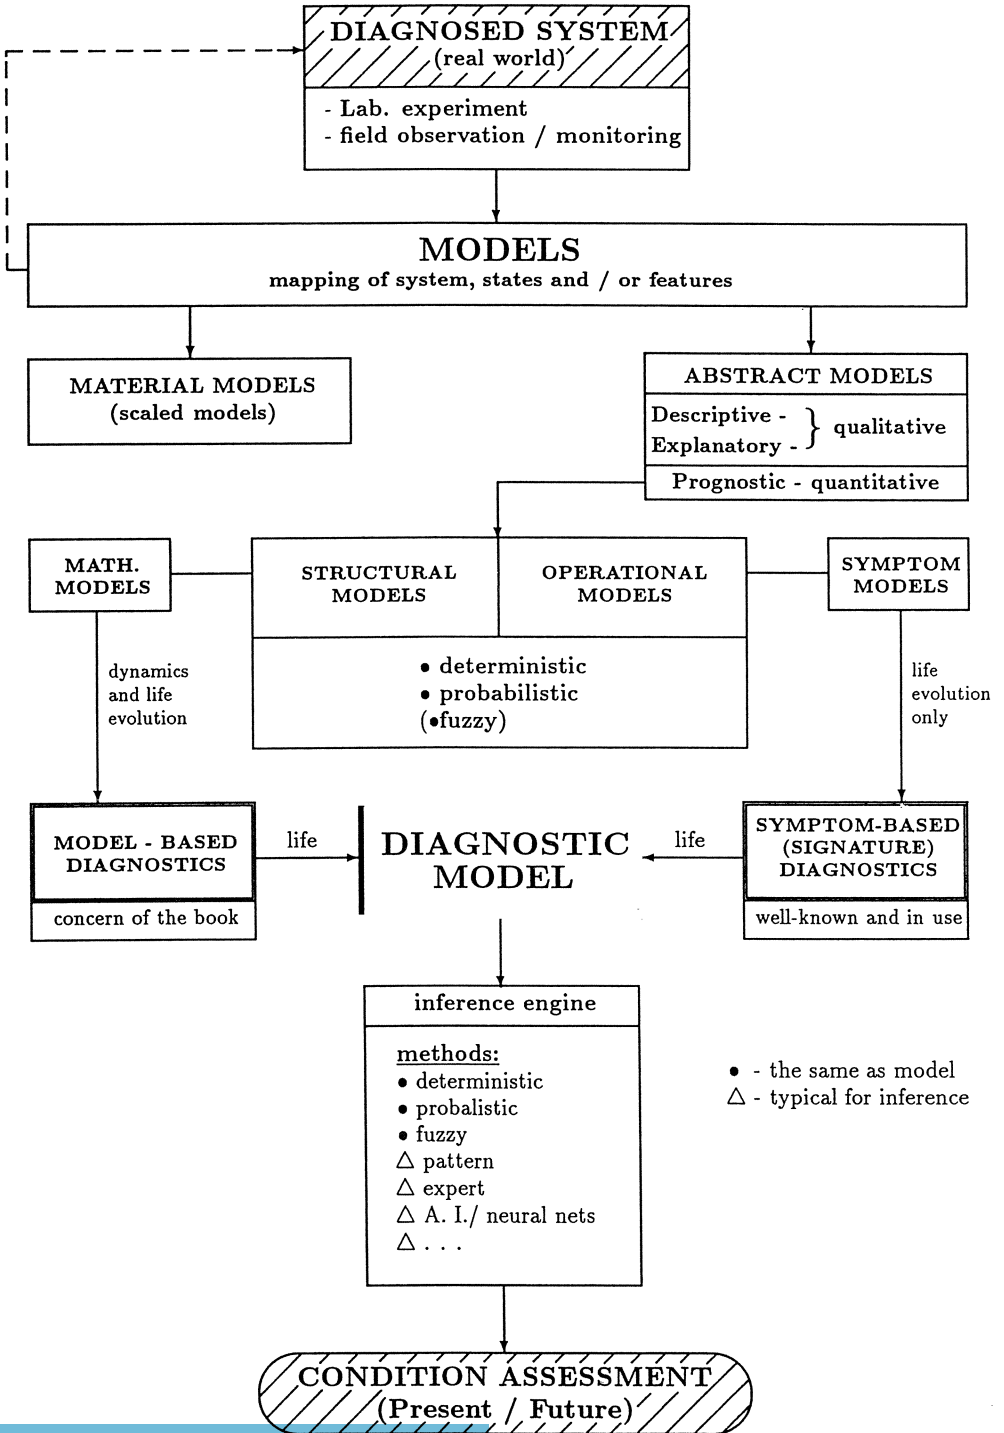 DIAGNOSED SYSTEM
(real world)
- Lab. experiment
- field observation / monitoring
MODELS
mapping of system, states and / or features
MATERIAL MODELS
(scaled models)
ABSTRACT MODELS
Descriptive -
Explanatory -
} qualitative
Prognostic - quantitative
MATH.
MODELS
STRUCTURAL
MODELS
OPERATIONAL
MODELS
SYMPTOM
MODELS
• deterministic
• probabilistic
(•fuzzy)
dynamics
and life
evolution
life
evolution
only
MODEL - BASED
DIAGNOSTICS
concern of the book
life
DIAGNOSTIC
MODEL
life
SYMPTOM-BASED
(SIGNATURE)
DIAGNOSTICS
well-known and in use
inference engine
methods:
• deterministic
• probalistic
• fuzzy
△ pattern
△ expert
△ A. I./ neural nets
△ . . .
• - the same as model
△ - typical for inference
CONDITION ASSESSMENT
(Present / Future)